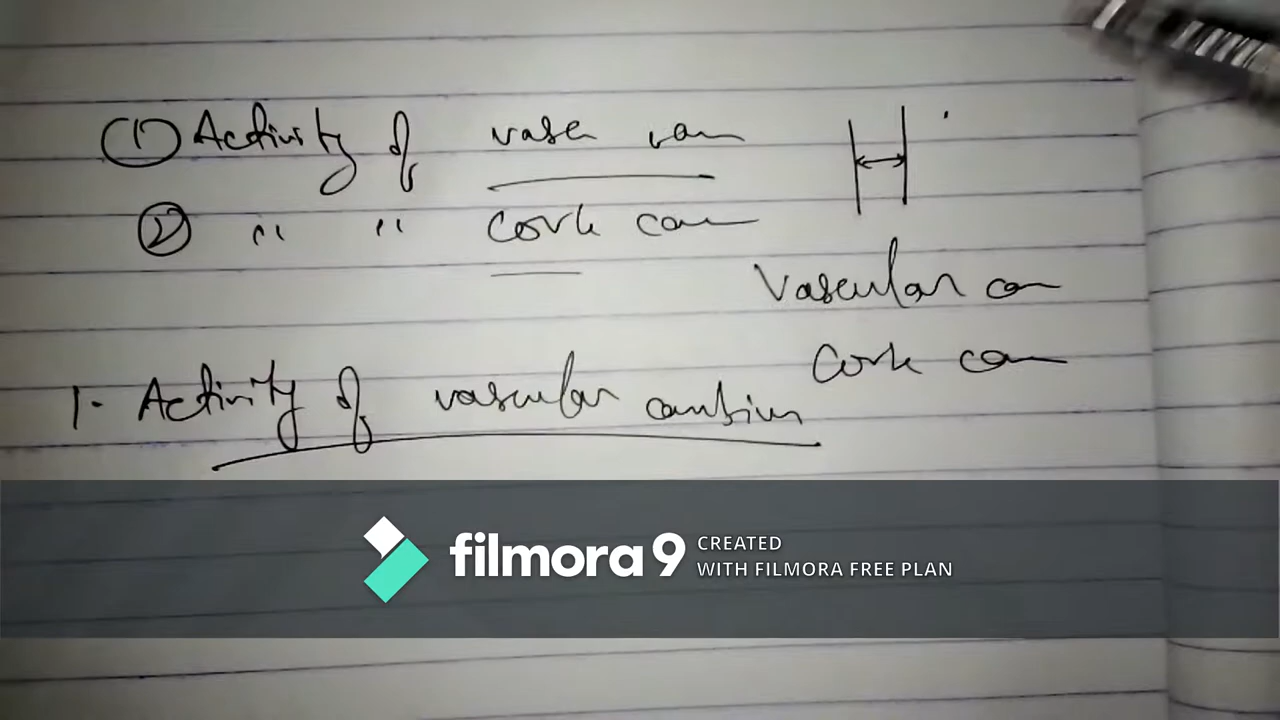 (1) Activity of vasc cam
(2) " " Cork cam
Vascular cam
Cork cam
1. Activity of vascular cambium
filmora 9 CREATED
WITH FILMORA FREE PLAN